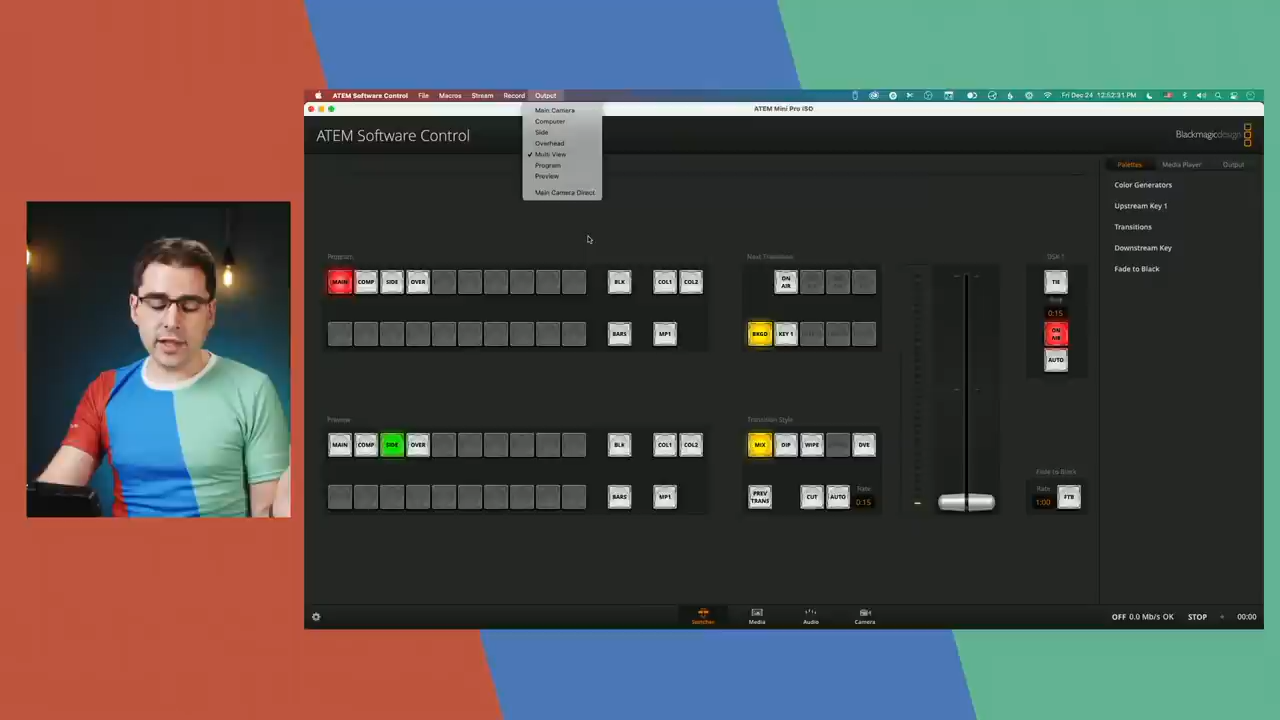 ATEM Software Control File Macros Stream Record Output
Fri Dec 24 12:52:31 PM
ATEM Mini Pro ISO
Main Camera
Computer
Side
Overhead
✓ Multi View
Program
Preview
Main Camera Direct
ATEM Software Control
Blackmagicdesign
Palettes Media Player Output
Color Generators
Upstream Key 1
Transitions
Downstream Key
Fade to Black
Program
MAIN COMP SIDE OVER BLK COL1 COL2
BARS MP1
Next Transition
ON AIR
BKGD KEY 1
DSK 1
TIE
Rate
0:15
ON AIR
AUTO
Preview
MAIN COMP SIDE OVER BLK COL1 COL2
BARS MP1
Transition Style
MIX DIP WIPE DVE
PREV TRANS CUT AUTO Rate 0:15
Fade to Black
Rate
1:00 FTB
Switcher Media Audio Camera
OFF 0.0 Mb/s OK STOP 00:00